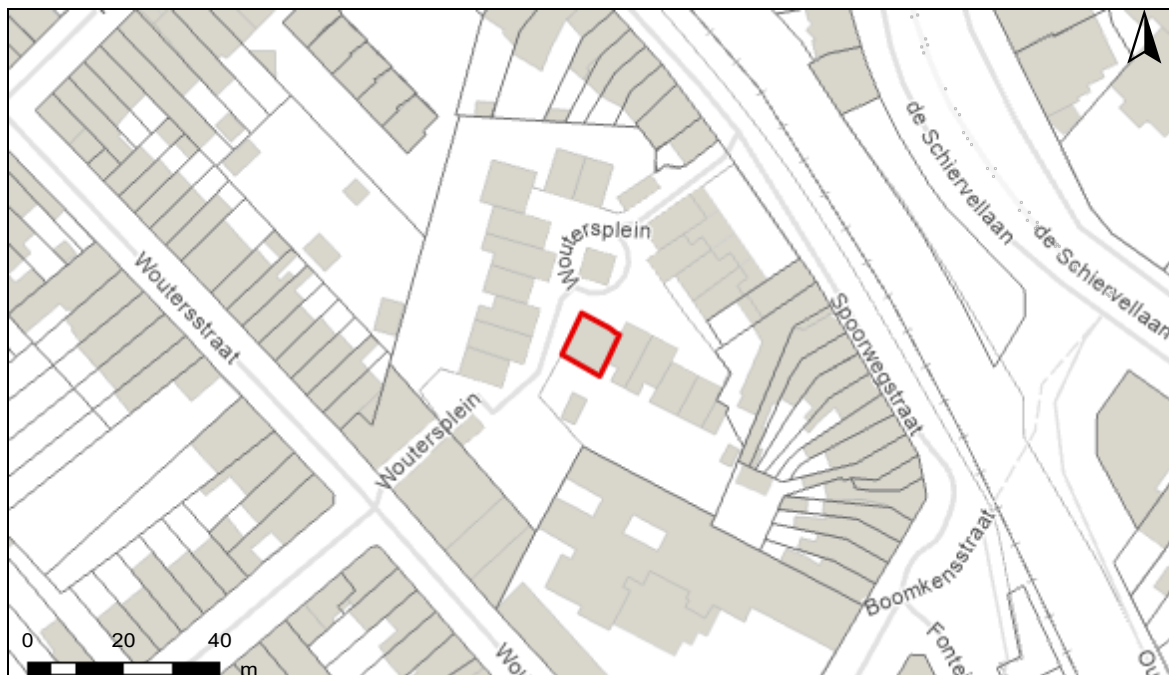 de Schiervellaan
Woutersplein
de Schiervellaan
Woutersstraat
Spoorwegstraat
Woutersplein
Boomkensstraat
0 20 40
m